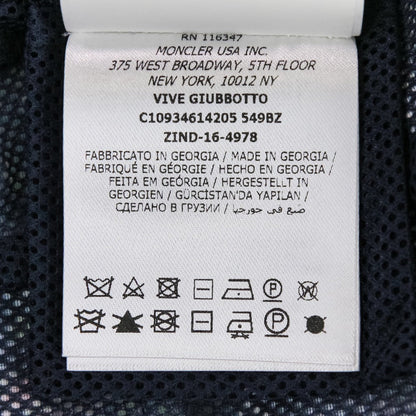 RN 116347
MONCLER USA INC.
375 WEST BROADWAY, 5TH FLOOR
NEW YORK, 10012 NY
VIVE GIUBBOTTO
C10934614205 549BZ
ZIND-16-4978
FABBRICATO IN GEORGIA / MADE IN GEORGIA /
FABRIQUÉ EN GÉORGIE / HECHO EN GEORGIA /
FEITA EM GEÓRGIA / HERGESTELLT IN
GEORGIEN / GÜRCİSTAN'DA YAPILAN /
СДЕЛАНО В ГРУЗИИ / صنع في جورجيا
P W
P